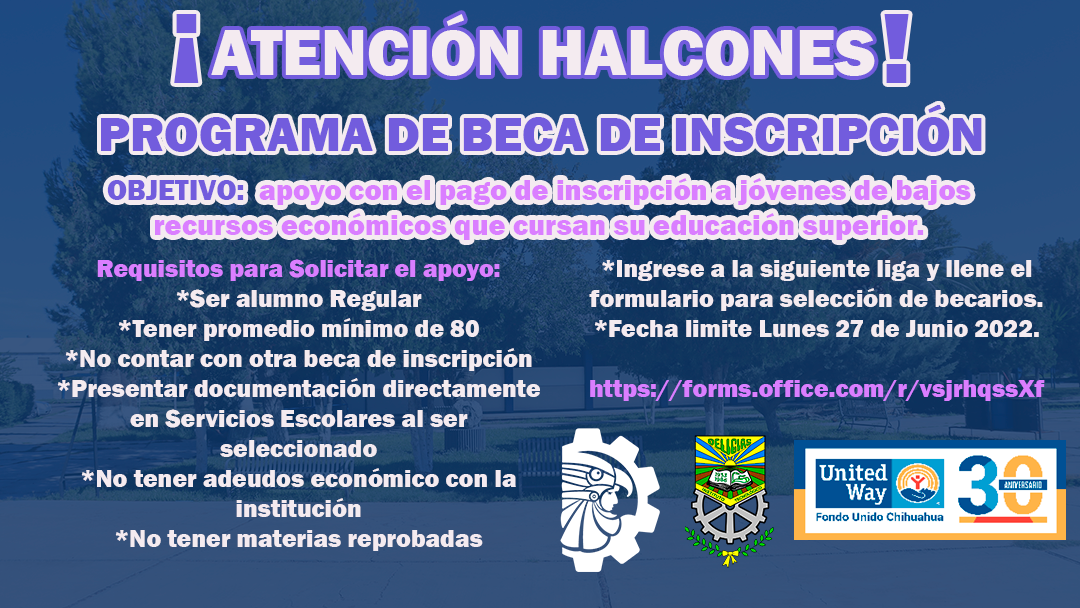 ¡ATENCIÓN HALCONES!
PROGRAMA DE BECA DE INSCRIPCIÓN
OBJETIVO: apoyo con el pago de inscripción a jóvenes de bajos
recursos económicos que cursan su educación superior.
Requisitos para Solicitar el apoyo:
*Ser alumno Regular
*Tener promedio mínimo de 80
*No contar con otra beca de inscripción
*Presentar documentación directamente
en Servicios Escolares al ser
seleccionado
*No tener adeudos económico con la
institución
*No tener materias reprobadas
*Ingrese a la siguiente liga y llene el
formulario para selección de becarios.
*Fecha limite Lunes 27 de Junio 2022.
https://forms.office.com/r/vsjrhqssXf
DELICIAS
United
Way
Fondo Unido Chihuahua
30
ANIVERSARIO